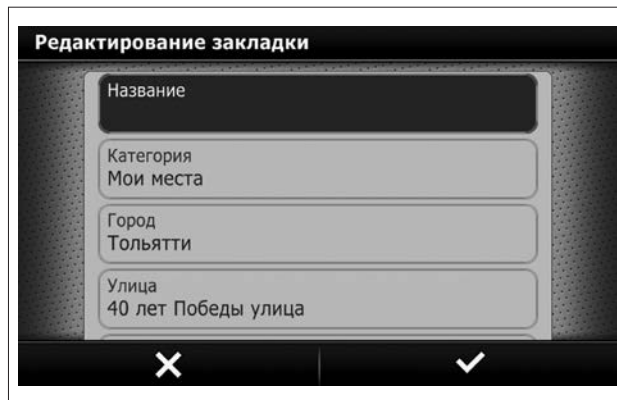 Редактирование закладки
Название
Категория
Мои места
Город
Тольятти
Улица
40 лет Победы улица